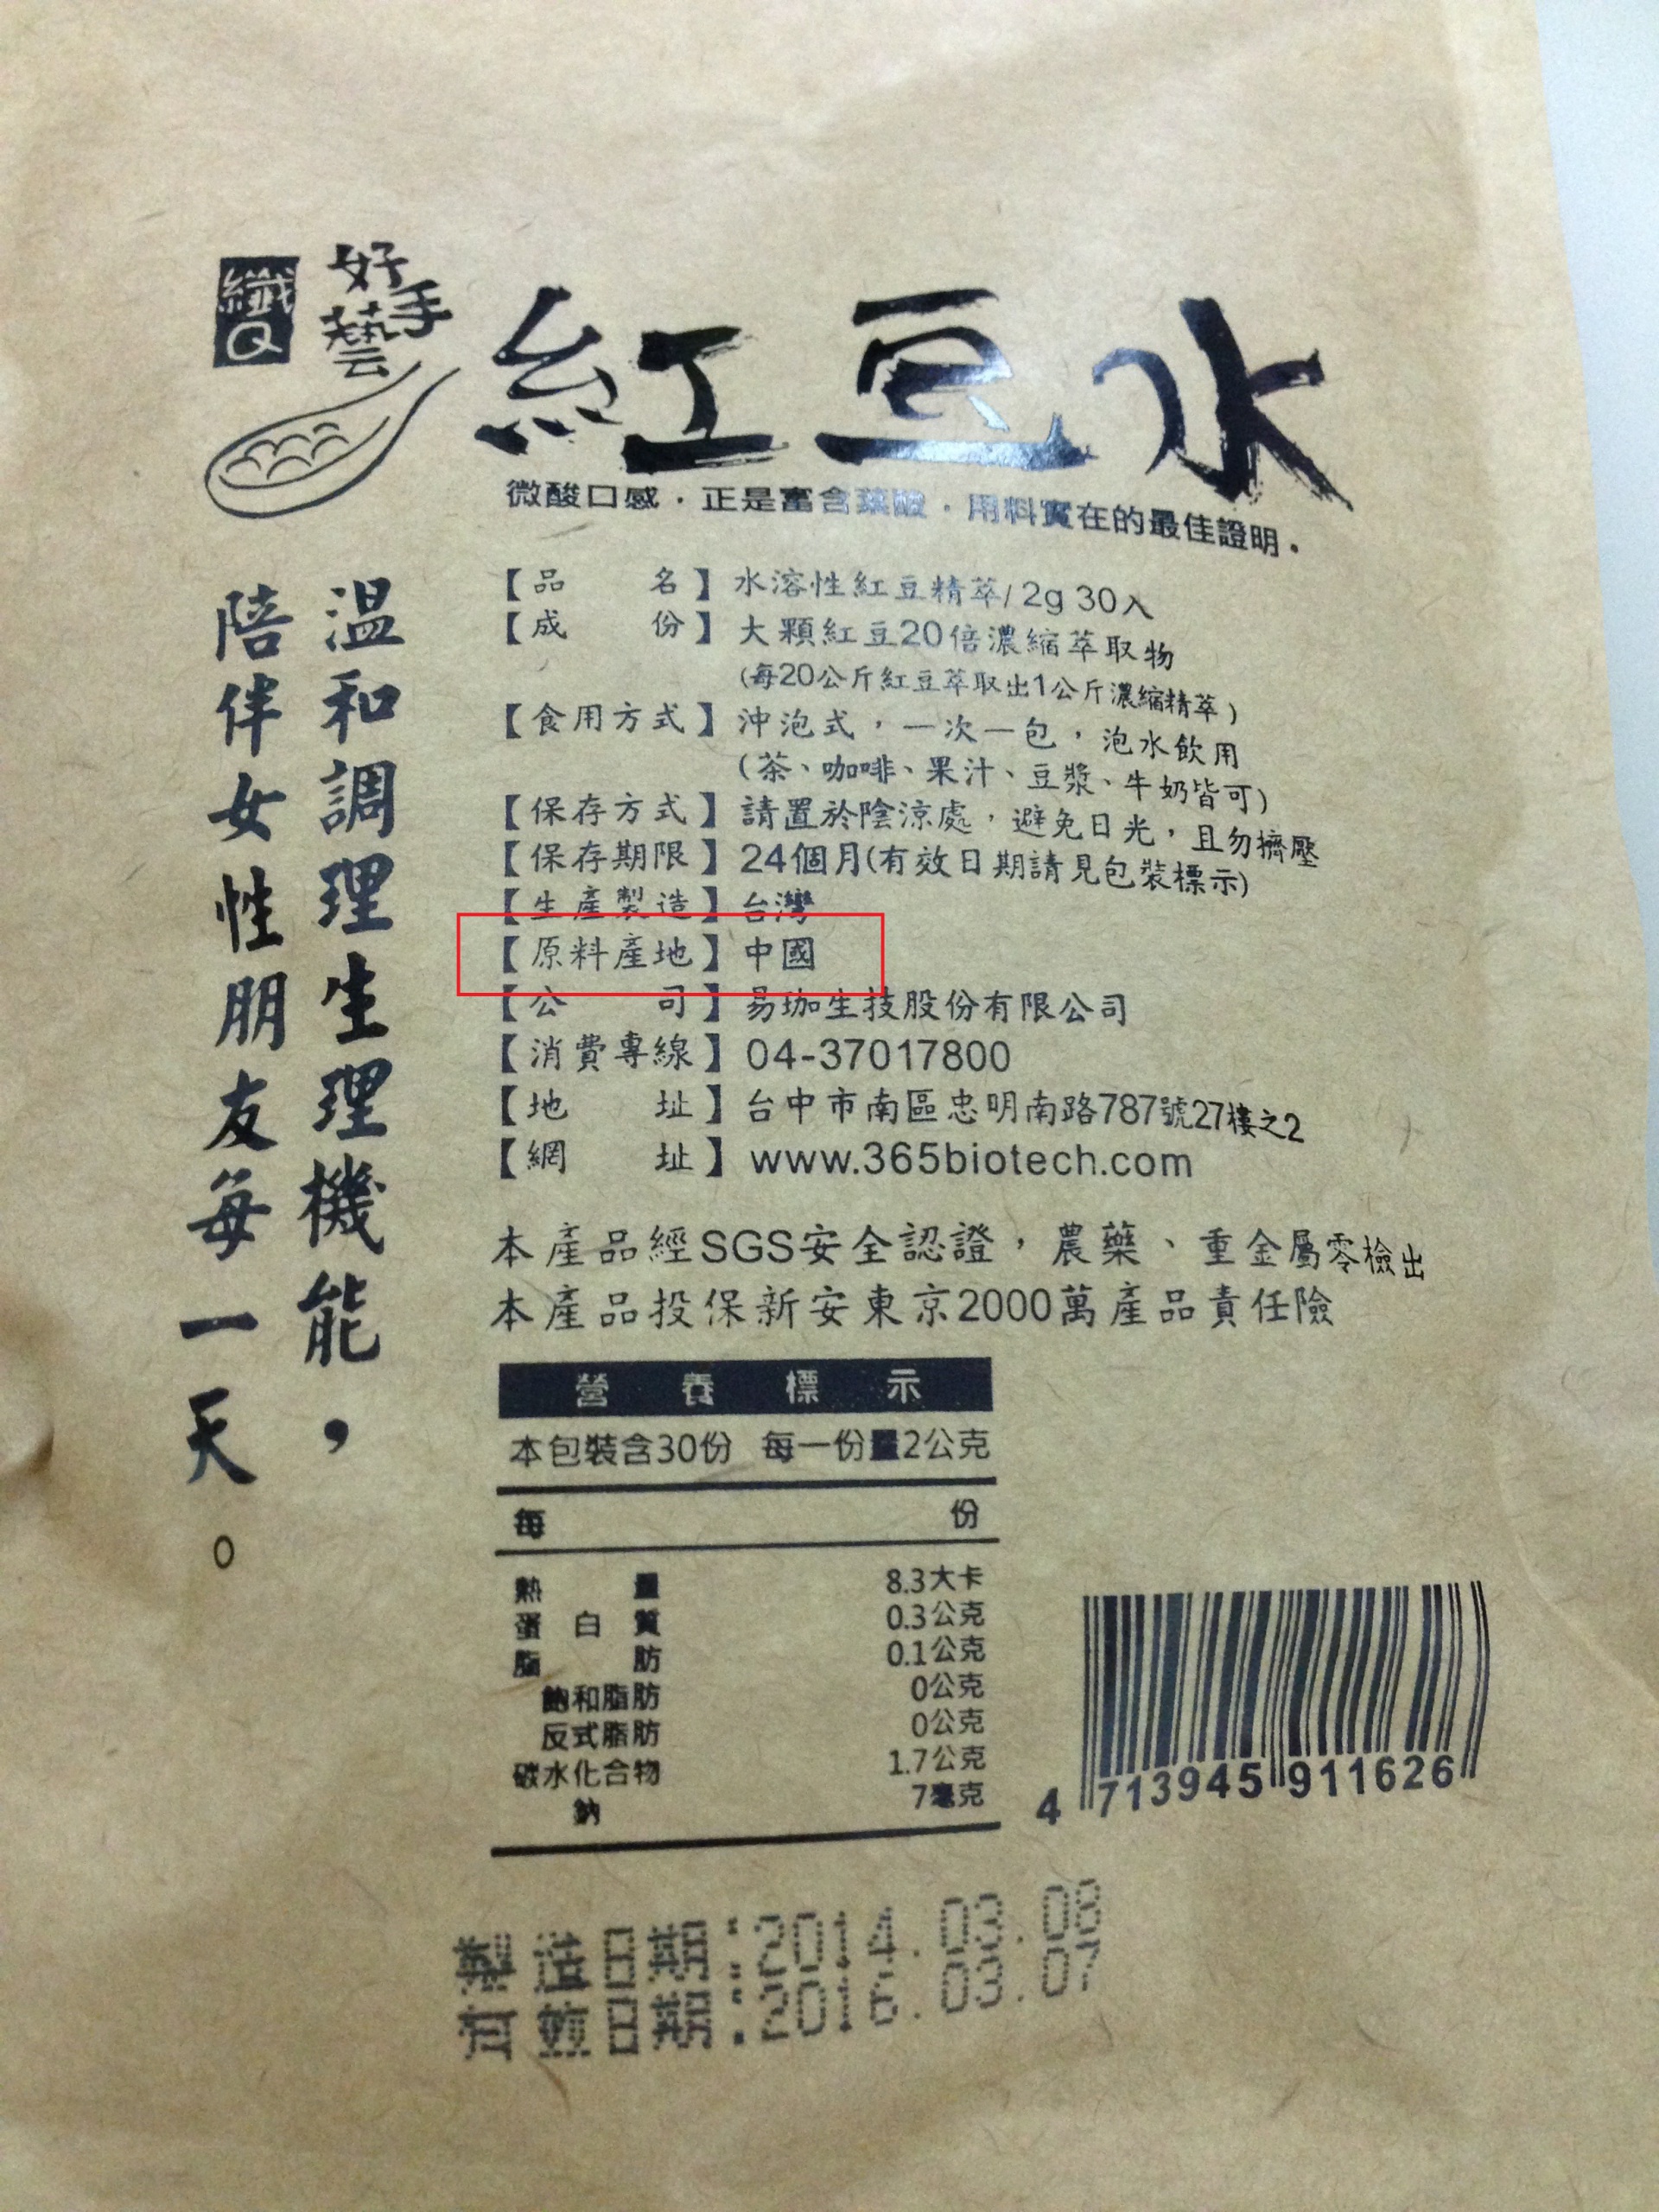 纖Q
好手藝
紅豆水
微酸口感．正是富含葉酸．用料實在的最佳證明．
溫和調理生理機能，
陪伴女性朋友每一天。
【品名】水溶性紅豆精萃/2g 30入
【成份】大顆紅豆20倍濃縮萃取物
(每20公斤紅豆萃取出1公斤濃縮精萃)
【食用方式】沖泡式，一次一包，泡水飲用
(茶、咖啡、果汁、豆漿、牛奶皆可)
【保存方式】請置於陰涼處，避免日光，且勿擠壓
【保存期限】24個月(有效日期請見包裝標示)
【生產製造】台灣
【原料產地】中國
【公司】易珈生技股份有限公司
【消費專線】04-37017800
【地址】台中市南區忠明南路787號27樓之2
【網址】www.365biotech.com
本產品經SGS安全認證，農藥、重金屬零檢出
本產品投保新安東京2000萬產品責任險
營養標示
本包裝含30份 每一份量2公克
每份
熱量 8.3大卡
蛋白質 0.3公克
脂肪 0.1公克
飽和脂肪 0公克
反式脂肪 0公克
碳水化合物 1.7公克
鈉 7毫克
4 713945 911626
製造日期:2014.03.08
有效日期:2016.03.07